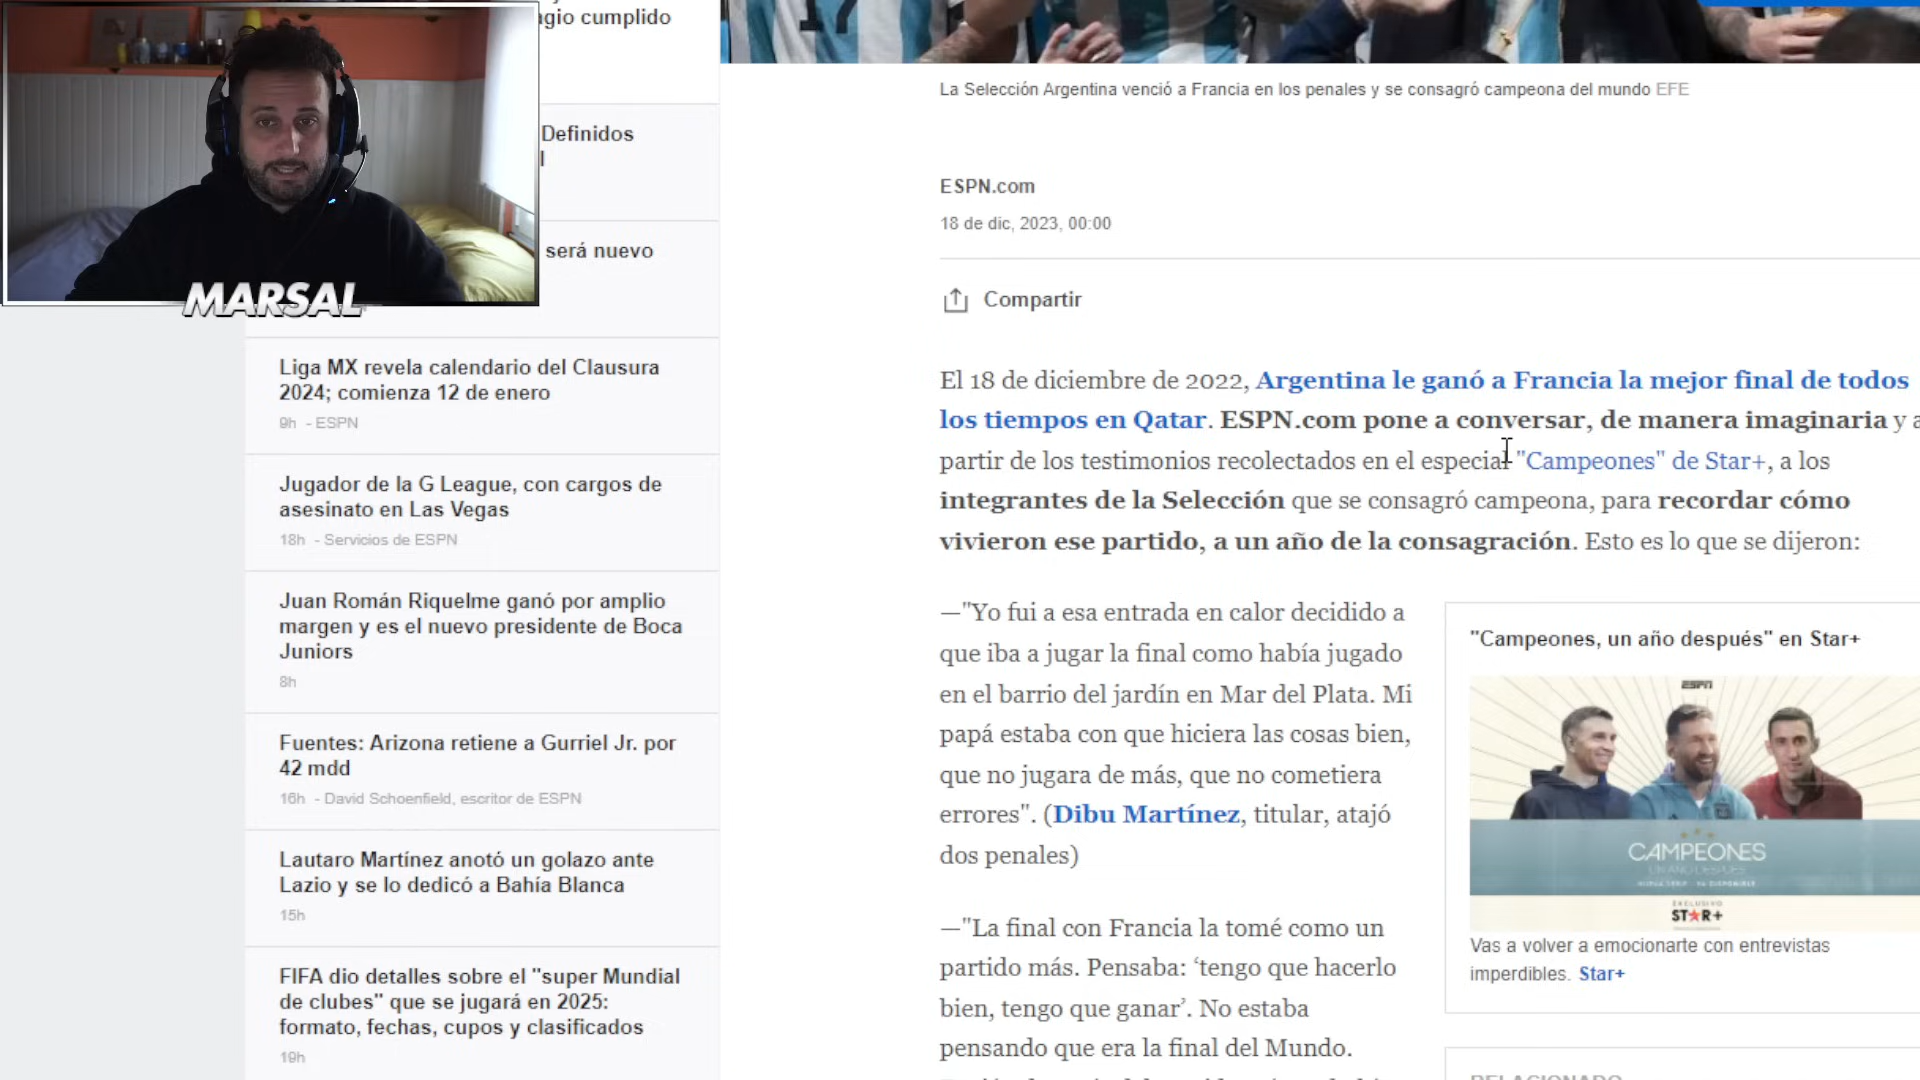 gio cumplido
Definidos
l
será nuevo
MARSAL
Liga MX revela calendario del Clausura
2024; comienza 12 de enero
9h - ESPN
Jugador de la G League, con cargos de
asesinato en Las Vegas
18h - Servicios de ESPN
Juan Román Riquelme ganó por amplio
margen y es el nuevo presidente de Boca
Juniors
8h
Fuentes: Arizona retiene a Gurriel Jr. por
42 mdd
16h - David Schoenfield, escritor de ESPN
Lautaro Martínez anotó un golazo ante
Lazio y se lo dedicó a Bahía Blanca
15h
FIFA dio detalles sobre el "super Mundial
de clubes" que se jugará en 2025:
formato, fechas, cupos y clasificados
19h
La Selección Argentina venció a Francia en los penales y se consagró campeona del mundo EFE
ESPN.com
18 de dic, 2023, 00:00
Compartir
El 18 de diciembre de 2022, Argentina le ganó a Francia la mejor final de todos
los tiempos en Qatar. ESPN.com pone a conversar, de manera imaginaria y a
partir de los testimonios recolectados en el especial "Campeones" de Star+, a los
integrantes de la Selección que se consagró campeona, para recordar cómo
vivieron ese partido, a un año de la consagración. Esto es lo que se dijeron:
—"Yo fui a esa entrada en calor decidido a
que iba a jugar la final como había jugado
en el barrio del jardín en Mar del Plata. Mi
papá estaba con que hiciera las cosas bien,
que no jugara de más, que no cometiera
errores". (Dibu Martínez, titular, atajó
dos penales)
—"La final con Francia la tomé como un
partido más. Pensaba: ‘tengo que hacerlo
bien, tengo que ganar’. No estaba
pensando que era la final del Mundo.
"Campeones, un año después" en Star+
ESPN
CAMPEONES
UN AÑO DESPUÉS
EXCLUSIVO
STAR+
Vas a volver a emocionarte con entrevistas
imperdibles. Star+
RELACIONADO